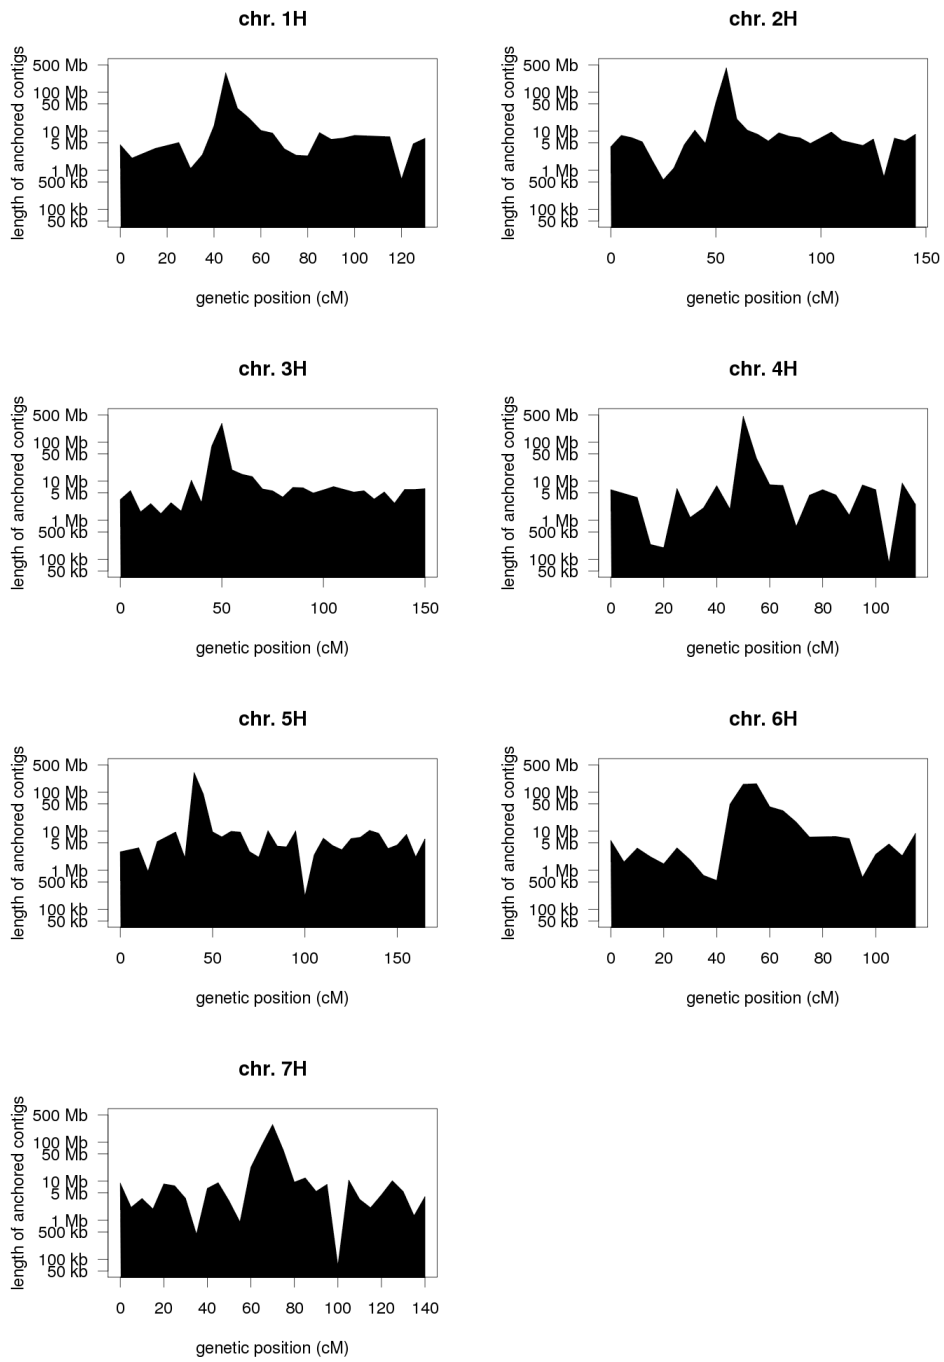 chr. 1H
length of anchored contigs
500 Mb
100 Mb
50 Mb
10 Mb
5 Mb
1 Mb
500 kb
100 kb
50 kb
0 20 40 60 80 100 120
genetic position (cM)
chr. 2H
length of anchored contigs
500 Mb
100 Mb
50 Mb
10 Mb
5 Mb
1 Mb
500 kb
100 kb
50 kb
0 50 100 150
genetic position (cM)
chr. 3H
length of anchored contigs
500 Mb
100 Mb
50 Mb
10 Mb
5 Mb
1 Mb
500 kb
100 kb
50 kb
0 50 100 150
genetic position (cM)
chr. 4H
length of anchored contigs
500 Mb
100 Mb
50 Mb
10 Mb
5 Mb
1 Mb
500 kb
100 kb
50 kb
0 20 40 60 80 100
genetic position (cM)
chr. 5H
length of anchored contigs
500 Mb
100 Mb
50 Mb
10 Mb
5 Mb
1 Mb
500 kb
100 kb
50 kb
0 50 100 150
genetic position (cM)
chr. 6H
length of anchored contigs
500 Mb
100 Mb
50 Mb
10 Mb
5 Mb
1 Mb
500 kb
100 kb
50 kb
0 20 40 60 80 100
genetic position (cM)
chr. 7H
length of anchored contigs
500 Mb
100 Mb
50 Mb
10 Mb
5 Mb
1 Mb
500 kb
100 kb
50 kb
0 20 40 60 80 100 120 140
genetic position (cM)